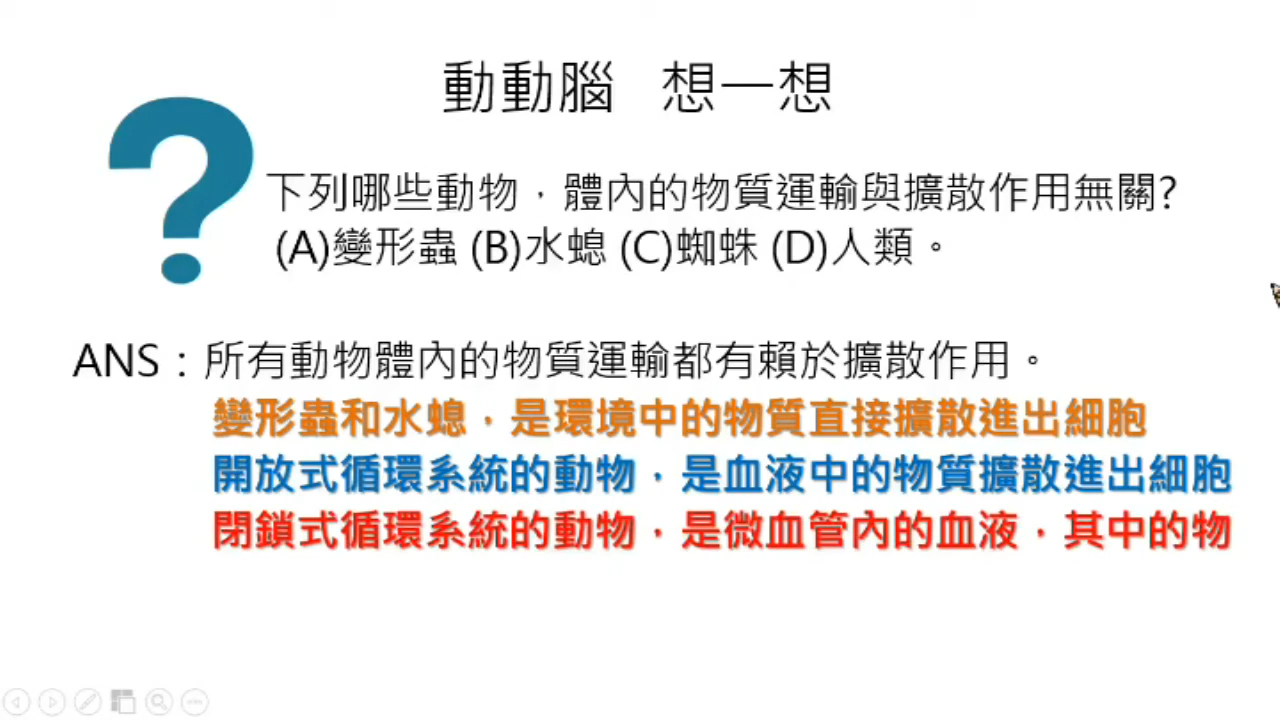 動動腦 想一想
下列哪些動物，體內的物質運輸與擴散作用無關?
(A)變形蟲 (B)水螅 (C)蜘蛛 (D)人類。
ANS：所有動物體內的物質運輸都有賴於擴散作用。
變形蟲和水螅，是環境中的物質直接擴散進出細胞
開放式循環系統的動物，是血液中的物質擴散進出細胞
閉鎖式循環系統的動物，是微血管內的血液，其中的物